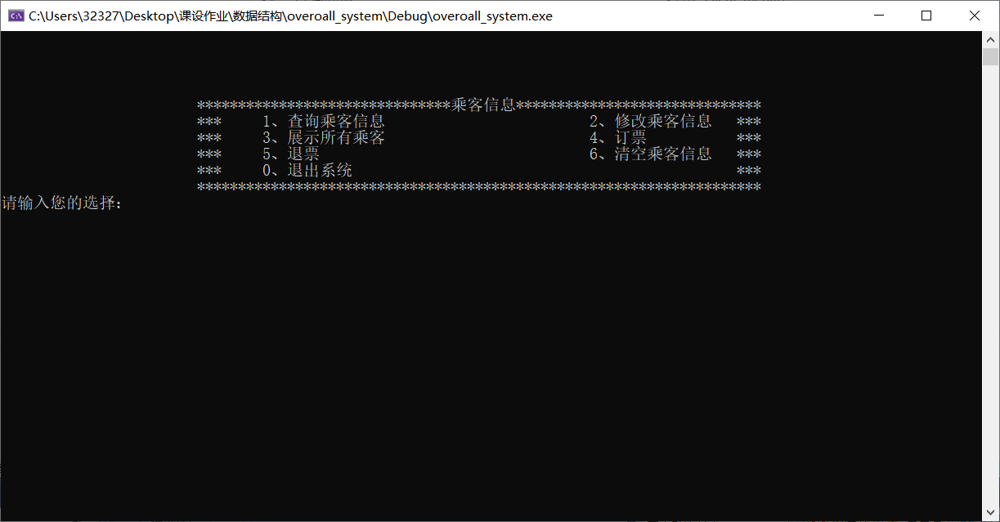 C:\Users\32327\Desktop\课设作业\数据结构\overoall_system\Debug\overoall_system.exe
*******************************乘客信息******************************
*** 1、查询乘客信息 2、修改乘客信息 ***
*** 3、展示所有乘客 4、订票 ***
*** 5、退票 6、清空乘客信息 ***
*** 0、退出系统 ***
*********************************************************************
请输入您的选择: